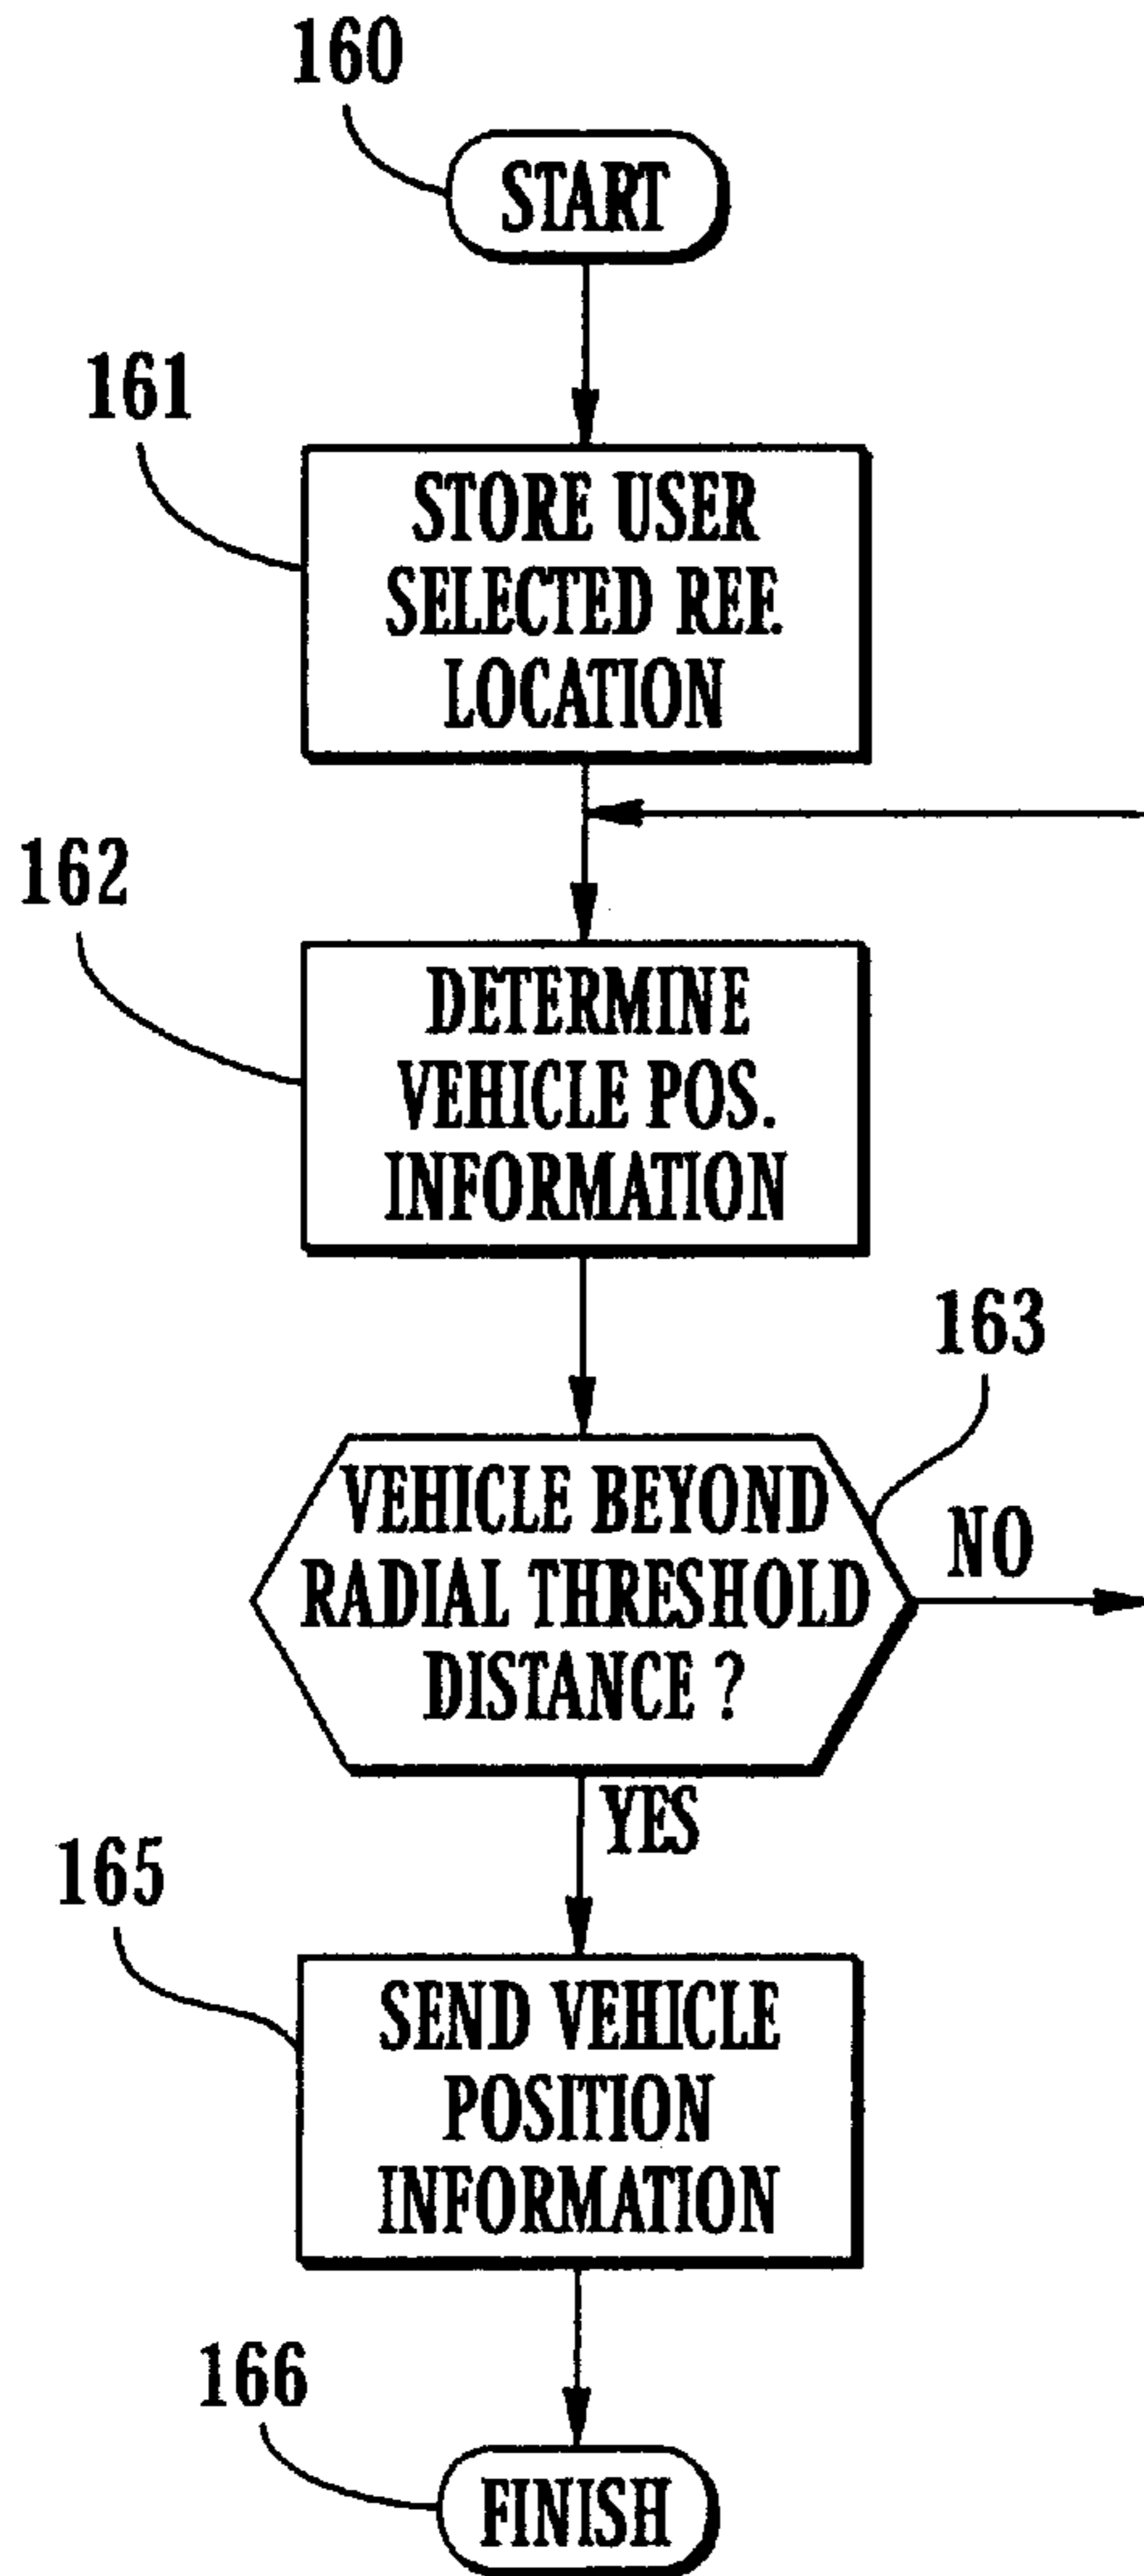 160
START
161
STORE USER
SELECTED REF.
LOCATION
162
DETERMINE
VEHICLE POS.
INFORMATION
163
VEHICLE BEYOND
RADIAL THRESHOLD
DISTANCE ?
NO
YES
165
SEND VEHICLE
POSITION
INFORMATION
166
FINISH